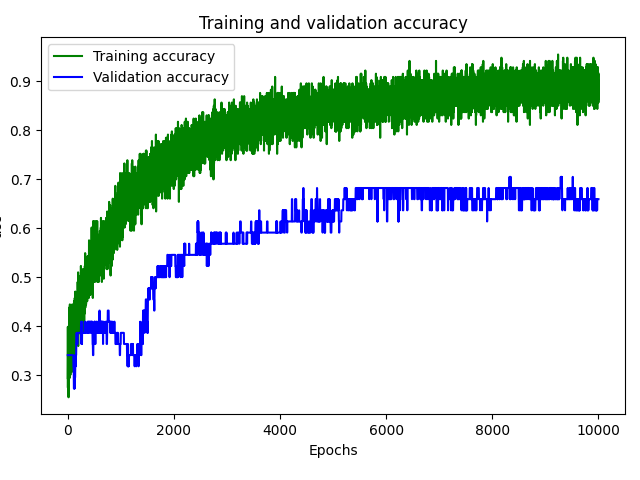 Training and validation accuracy
Training accuracy
Validation accuracy
0.9
0.8
0.7
0.6
0.5
0.4
0.3
0 2000 4000 6000 8000 10000
Epochs